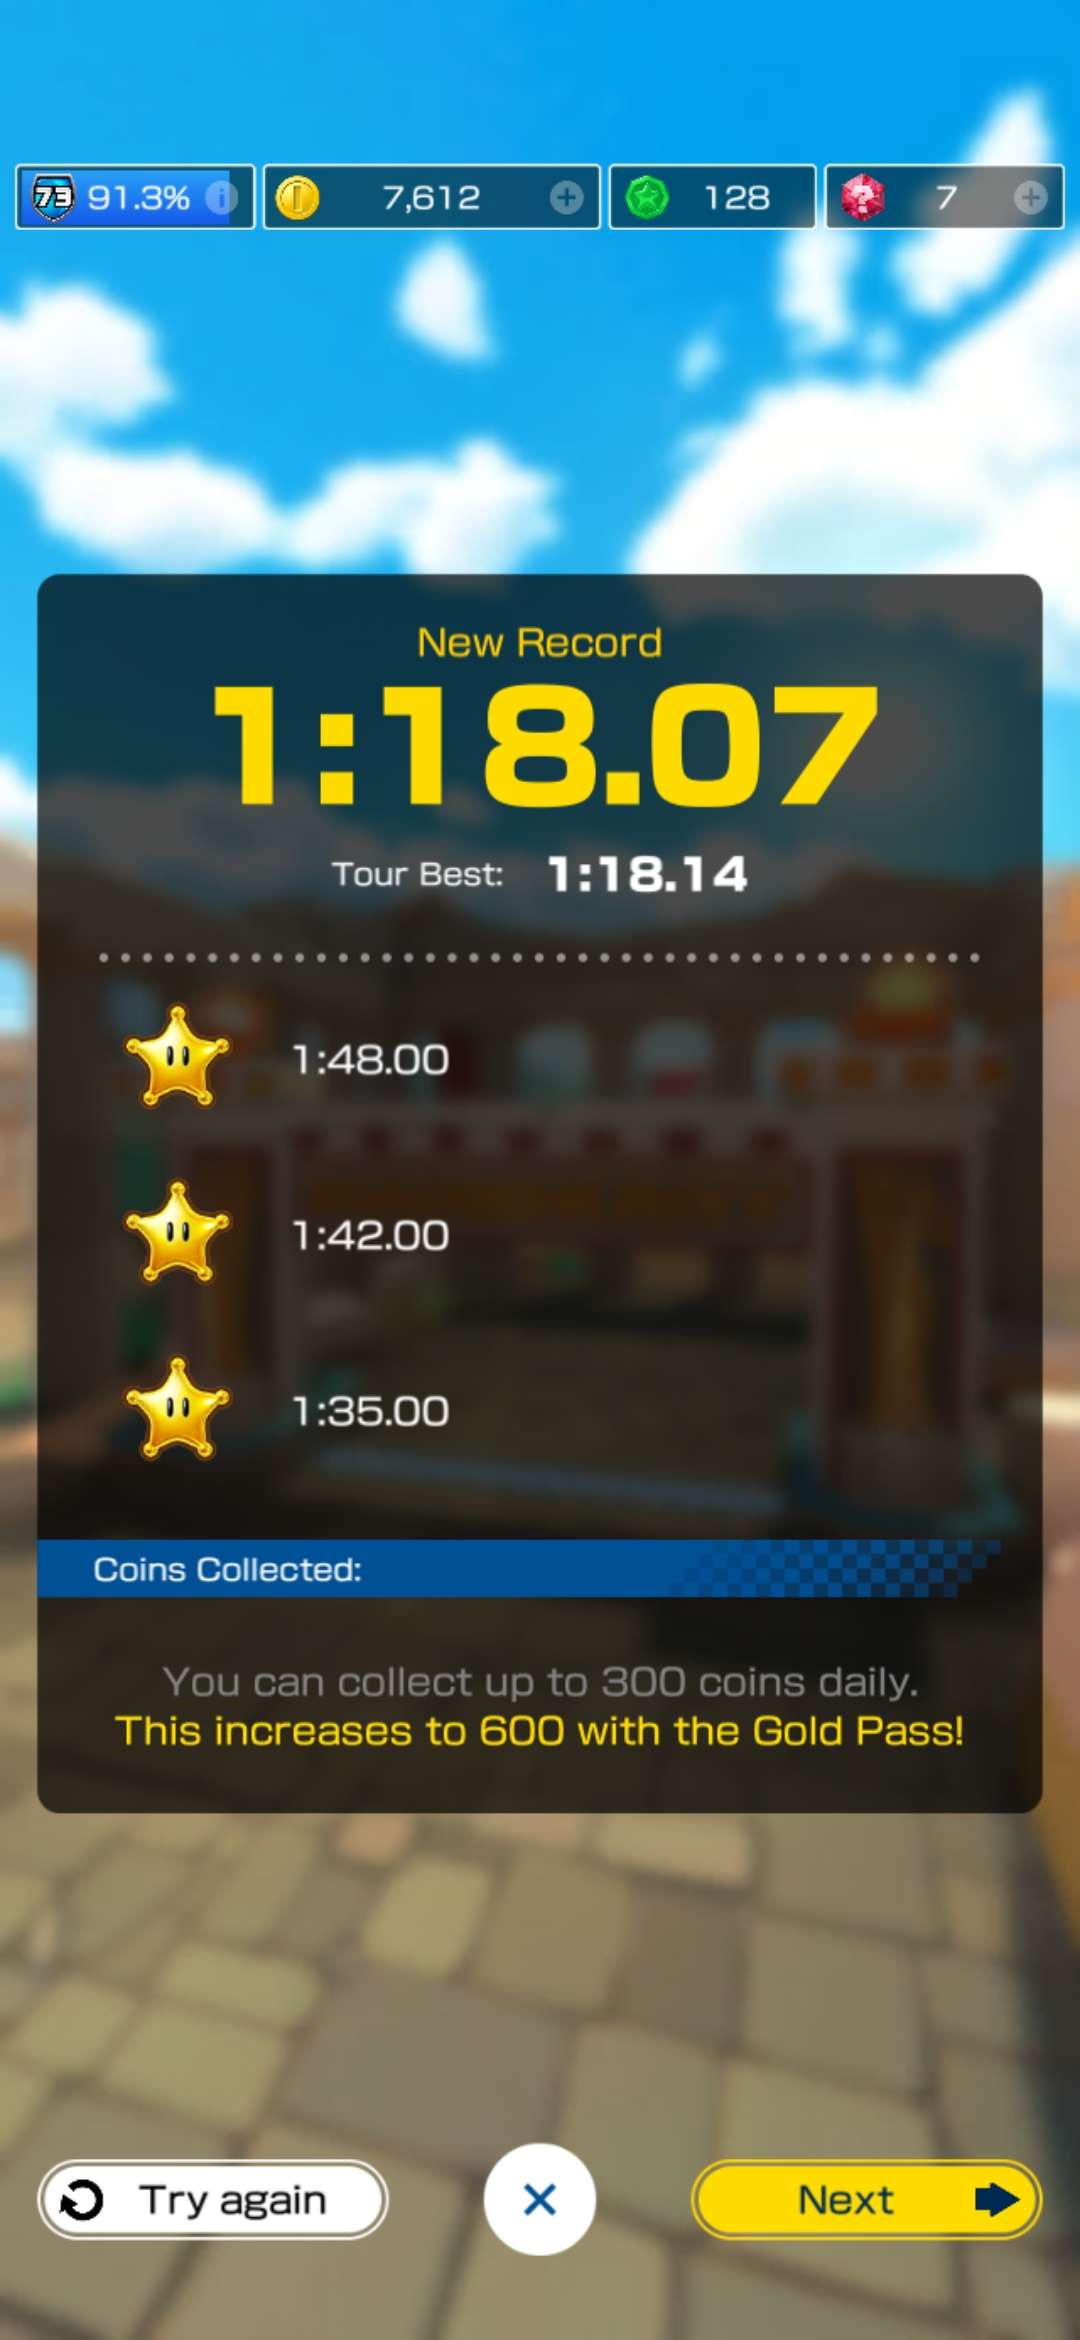 73 91.3% i 7,612 + 128 ? 7 +
New Record
1:18.07
Tour Best: 1:18.14
1:48.00
1:42.00
1:35.00
Coins Collected:
You can collect up to 300 coins daily.
This increases to 600 with the Gold Pass!
Try again × Next